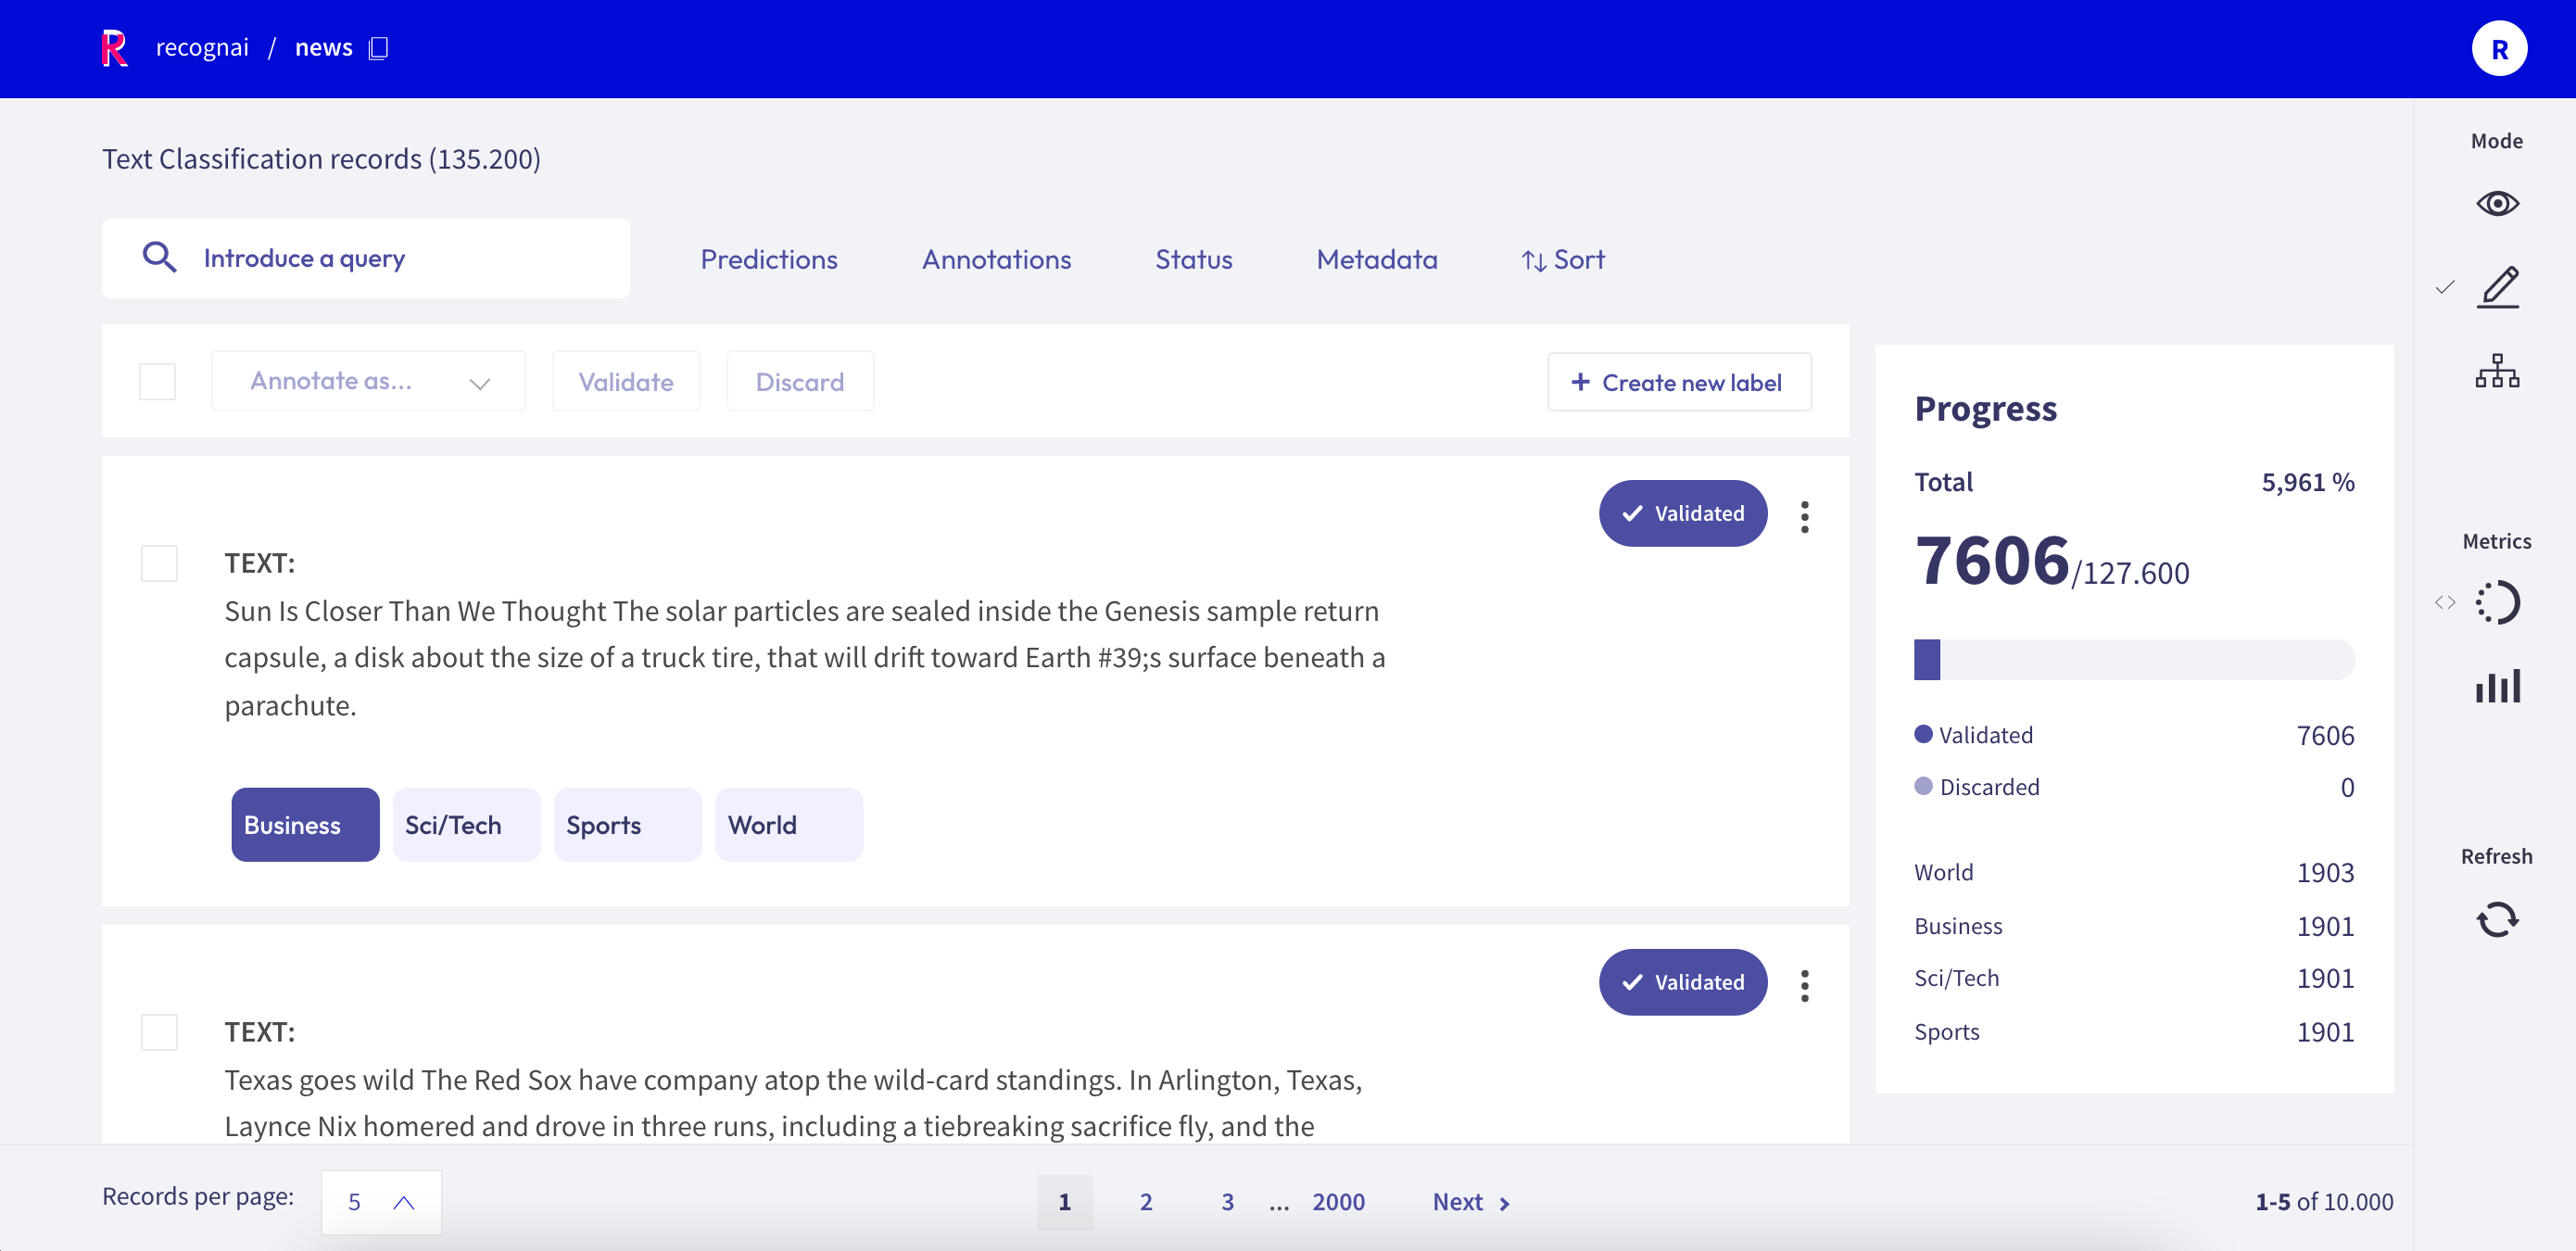 R recognai / news
R
Text Classification records (135.200)
Introduce a query
Predictions
Annotations
Status
Metadata
Sort
Annotate as...
Validate
Discard
+ Create new label
Validated
TEXT:
Sun Is Closer Than We Thought The solar particles are sealed inside the Genesis sample return
capsule, a disk about the size of a truck tire, that will drift toward Earth #39;s surface beneath a
parachute.
Business
Sci/Tech
Sports
World
Validated
TEXT:
Texas goes wild The Red Sox have company atop the wild-card standings. In Arlington, Texas,
Laynce Nix homered and drove in three runs, including a tiebreaking sacrifice fly, and the
Progress
Total 5,961 %
7606/127.600
Validated 7606
Discarded 0
World 1903
Business 1901
Sci/Tech 1901
Sports 1901
Mode
Metrics
<>
Refresh
Records per page: 5
1 2 3 ... 2000 Next >
1-5 of 10.000